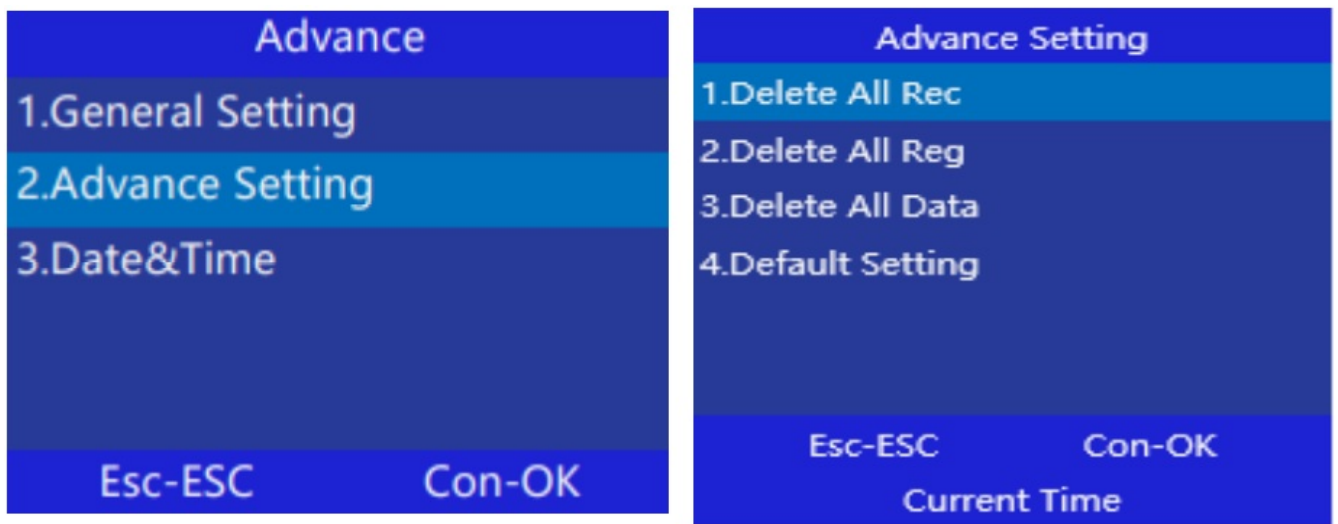 Advance
1.General Setting
2.Advance Setting
3.Date&Time
Esc-ESC Con-OK
Advance Setting
1.Delete All Rec
2.Delete All Reg
3.Delete All Data
4.Default Setting
Esc-ESC Con-OK
Current Time